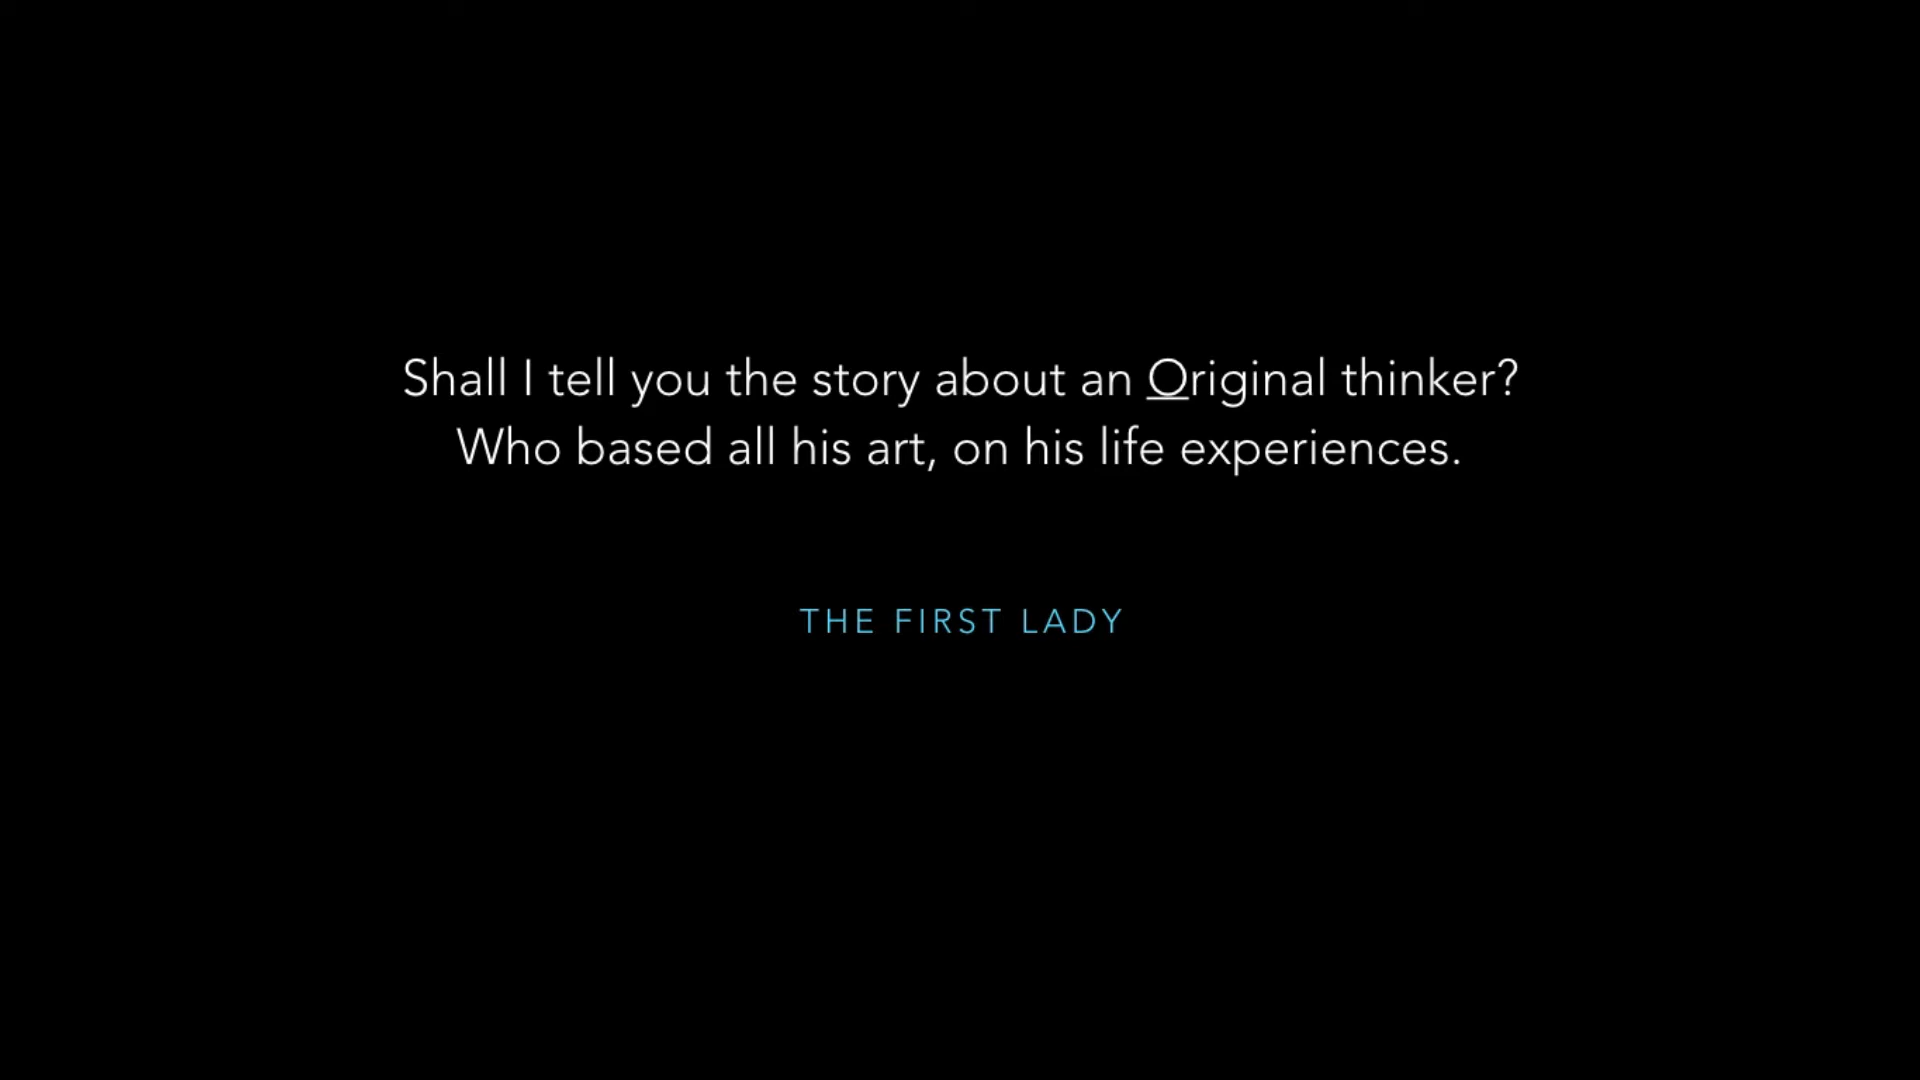 Shall I tell you the story about an Original thinker?
Who based all his art, on his life experiences.
THE FIRST LADY